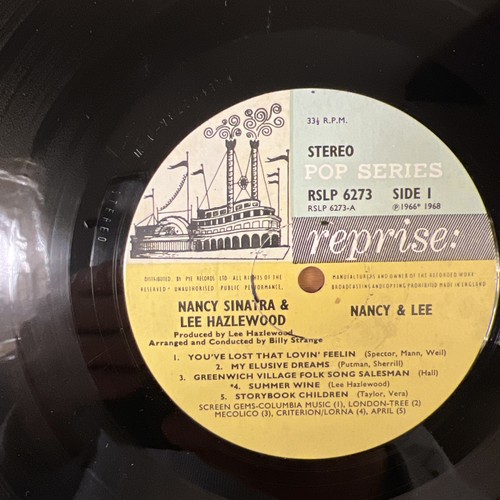 33⅓ R.P.M.
STEREO
POP SERIES
RSLP 6273 SIDE 1
RSLP 6273-A ℗ 1966* 1968
reprise:
DISTRIBUTED BY PYE RECORDS LTD · ALL RIGHTS OF THE MANUFACTURERS AND OWNER OF THE RECORDED WORK
RESERVED · UNAUTHORISED PUBLIC PERFORMANCE, BROADCASTING AND COPYING PROHIBITED MADE IN ENGLAND
NANCY SINATRA &
LEE HAZLEWOOD NANCY & LEE
Produced by Lee Hazlewood
Arranged and Conducted by Billy Strange
1. YOU'VE LOST THAT LOVIN' FEELIN (Spector, Mann, Weil)
2. MY ELUSIVE DREAMS (Putman, Sherrill)
3. GREENWICH VILLAGE FOLK SONG SALESMAN (Hall)
*4. SUMMER WINE (Lee Hazlewood)
5. STORYBOOK CHILDREN (Taylor, Vera)
SCREEN GEMS-COLUMBIA MUSIC (1), LONDON-TREE (2)
MECOLICO (3), CRITERION/LORNA (4), APRIL (5)